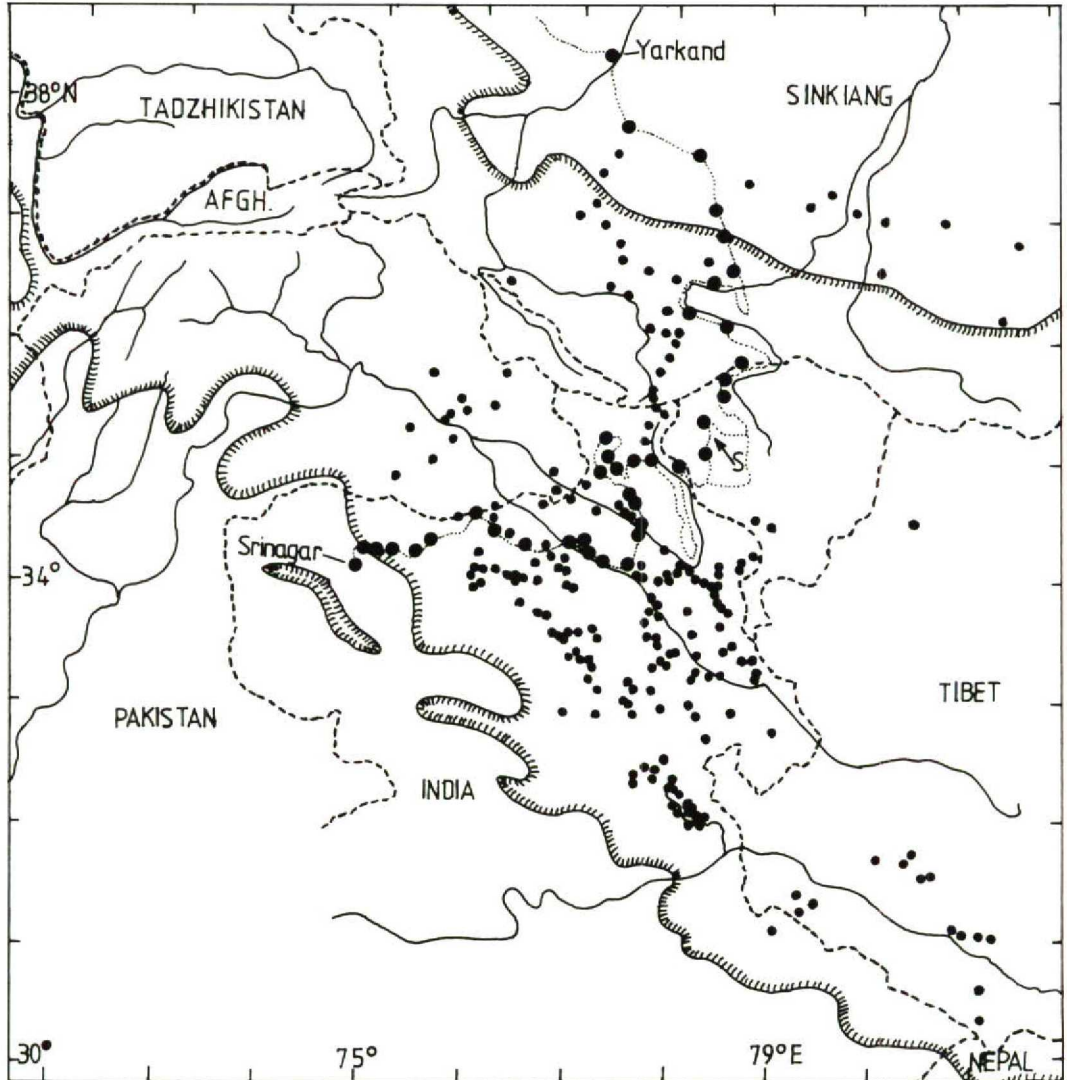 Yarkand
38°N
SINKIANG
TADZHIKISTAN
AFGH.
S
Srinagar
34°
TIBET
PAKISTAN
INDIA
30°
75°
79°E
NEPAL